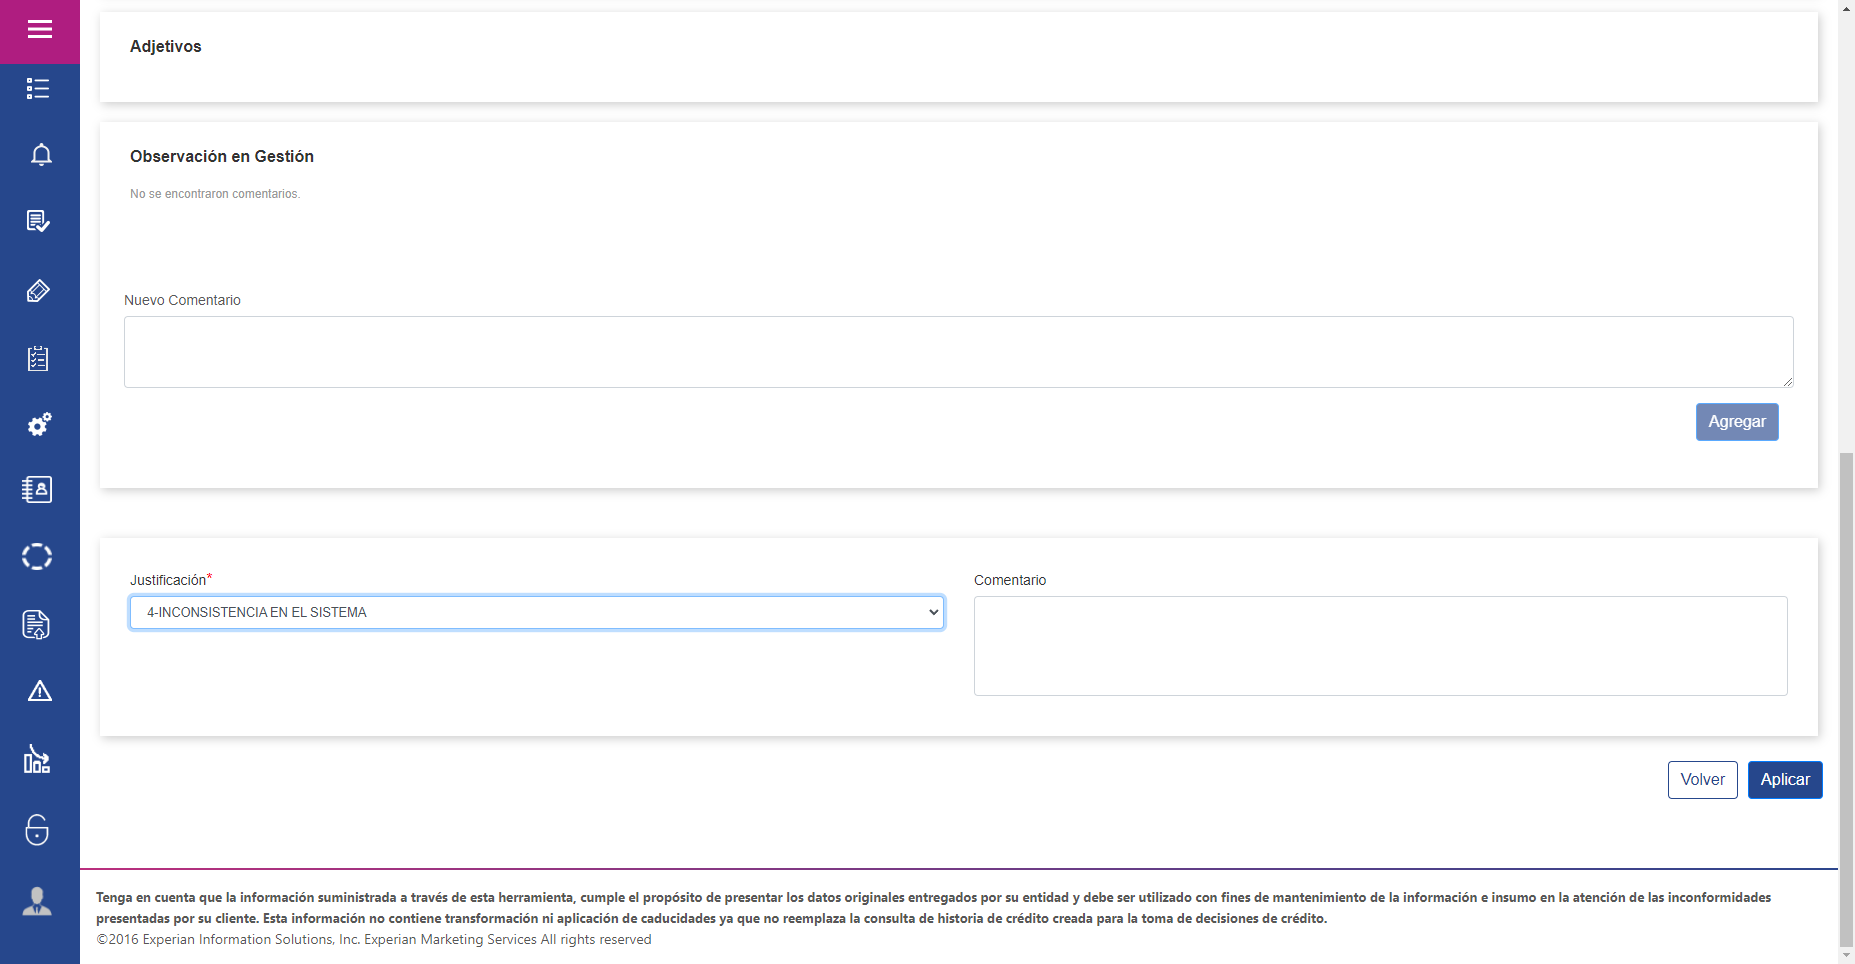 Adjetivos
Observación en Gestión
No se encontraron comentarios.
Nuevo Comentario
Agregar
Justificación*
4-INCONSISTENCIA EN EL SISTEMA
Comentario
Volver
Aplicar
Tenga en cuenta que la información suministrada a través de esta herramienta, cumple el propósito de presentar los datos originales entregados por su entidad y debe ser utilizado con fines de mantenimiento de la información e insumo en la atención de las inconformidades
presentadas por su cliente. Esta información no contiene transformación ni aplicación de caducidades ya que no reemplaza la consulta de historia de crédito creada para la toma de decisiones de crédito.
©2016 Experian Information Solutions, Inc. Experian Marketing Services All rights reserved